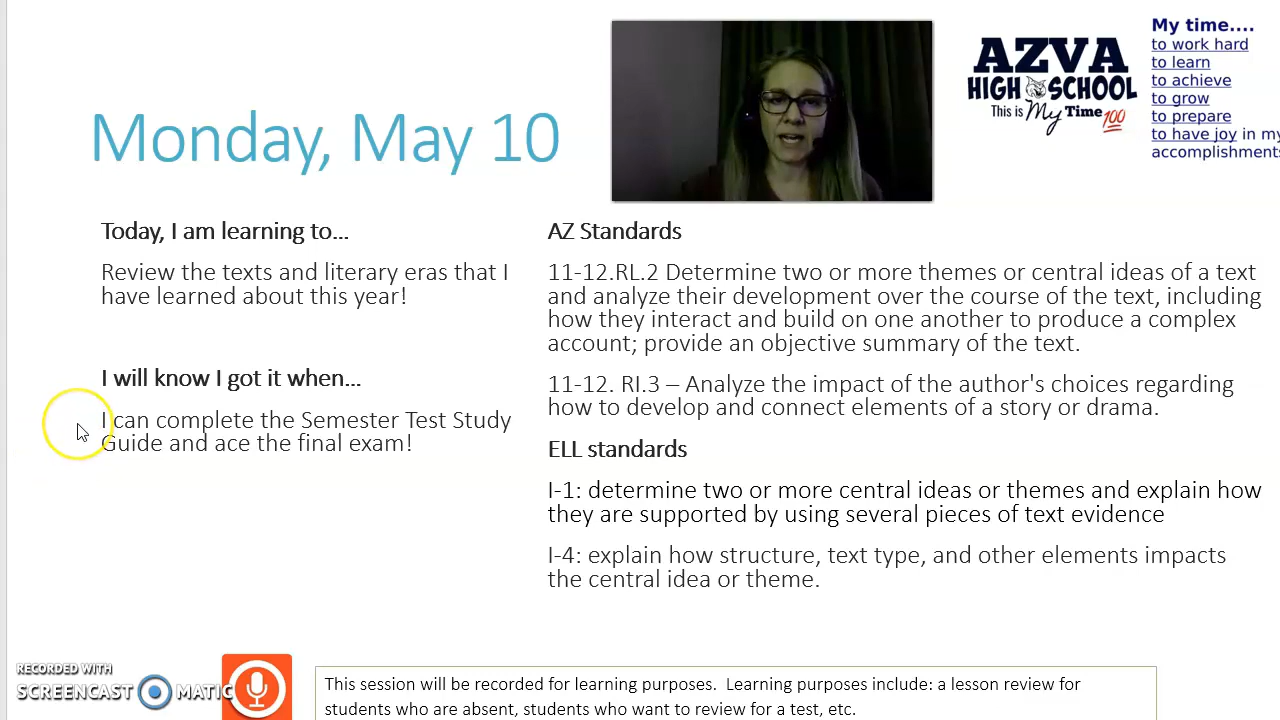 Monday, May 10
AZVA
HIGH SCHOOL
This is My Time 100
My time....
to work hard
to learn
to achieve
to grow
to prepare
to have joy in my
accomplishments
Today, I am learning to...
Review the texts and literary eras that I
have learned about this year!
I will know I got it when...
I can complete the Semester Test Study
Guide and ace the final exam!
AZ Standards
11-12.RL.2 Determine two or more themes or central ideas of a text
and analyze their development over the course of the text, including
how they interact and build on one another to produce a complex
account; provide an objective summary of the text.
11-12. RI.3 – Analyze the impact of the author's choices regarding
how to develop and connect elements of a story or drama.
ELL standards
I-1: determine two or more central ideas or themes and explain how
they are supported by using several pieces of text evidence
I-4: explain how structure, text type, and other elements impacts
the central idea or theme.
RECORDED WITH
SCREENCAST MATIC
This session will be recorded for learning purposes. Learning purposes include: a lesson review for
students who are absent, students who want to review for a test, etc.